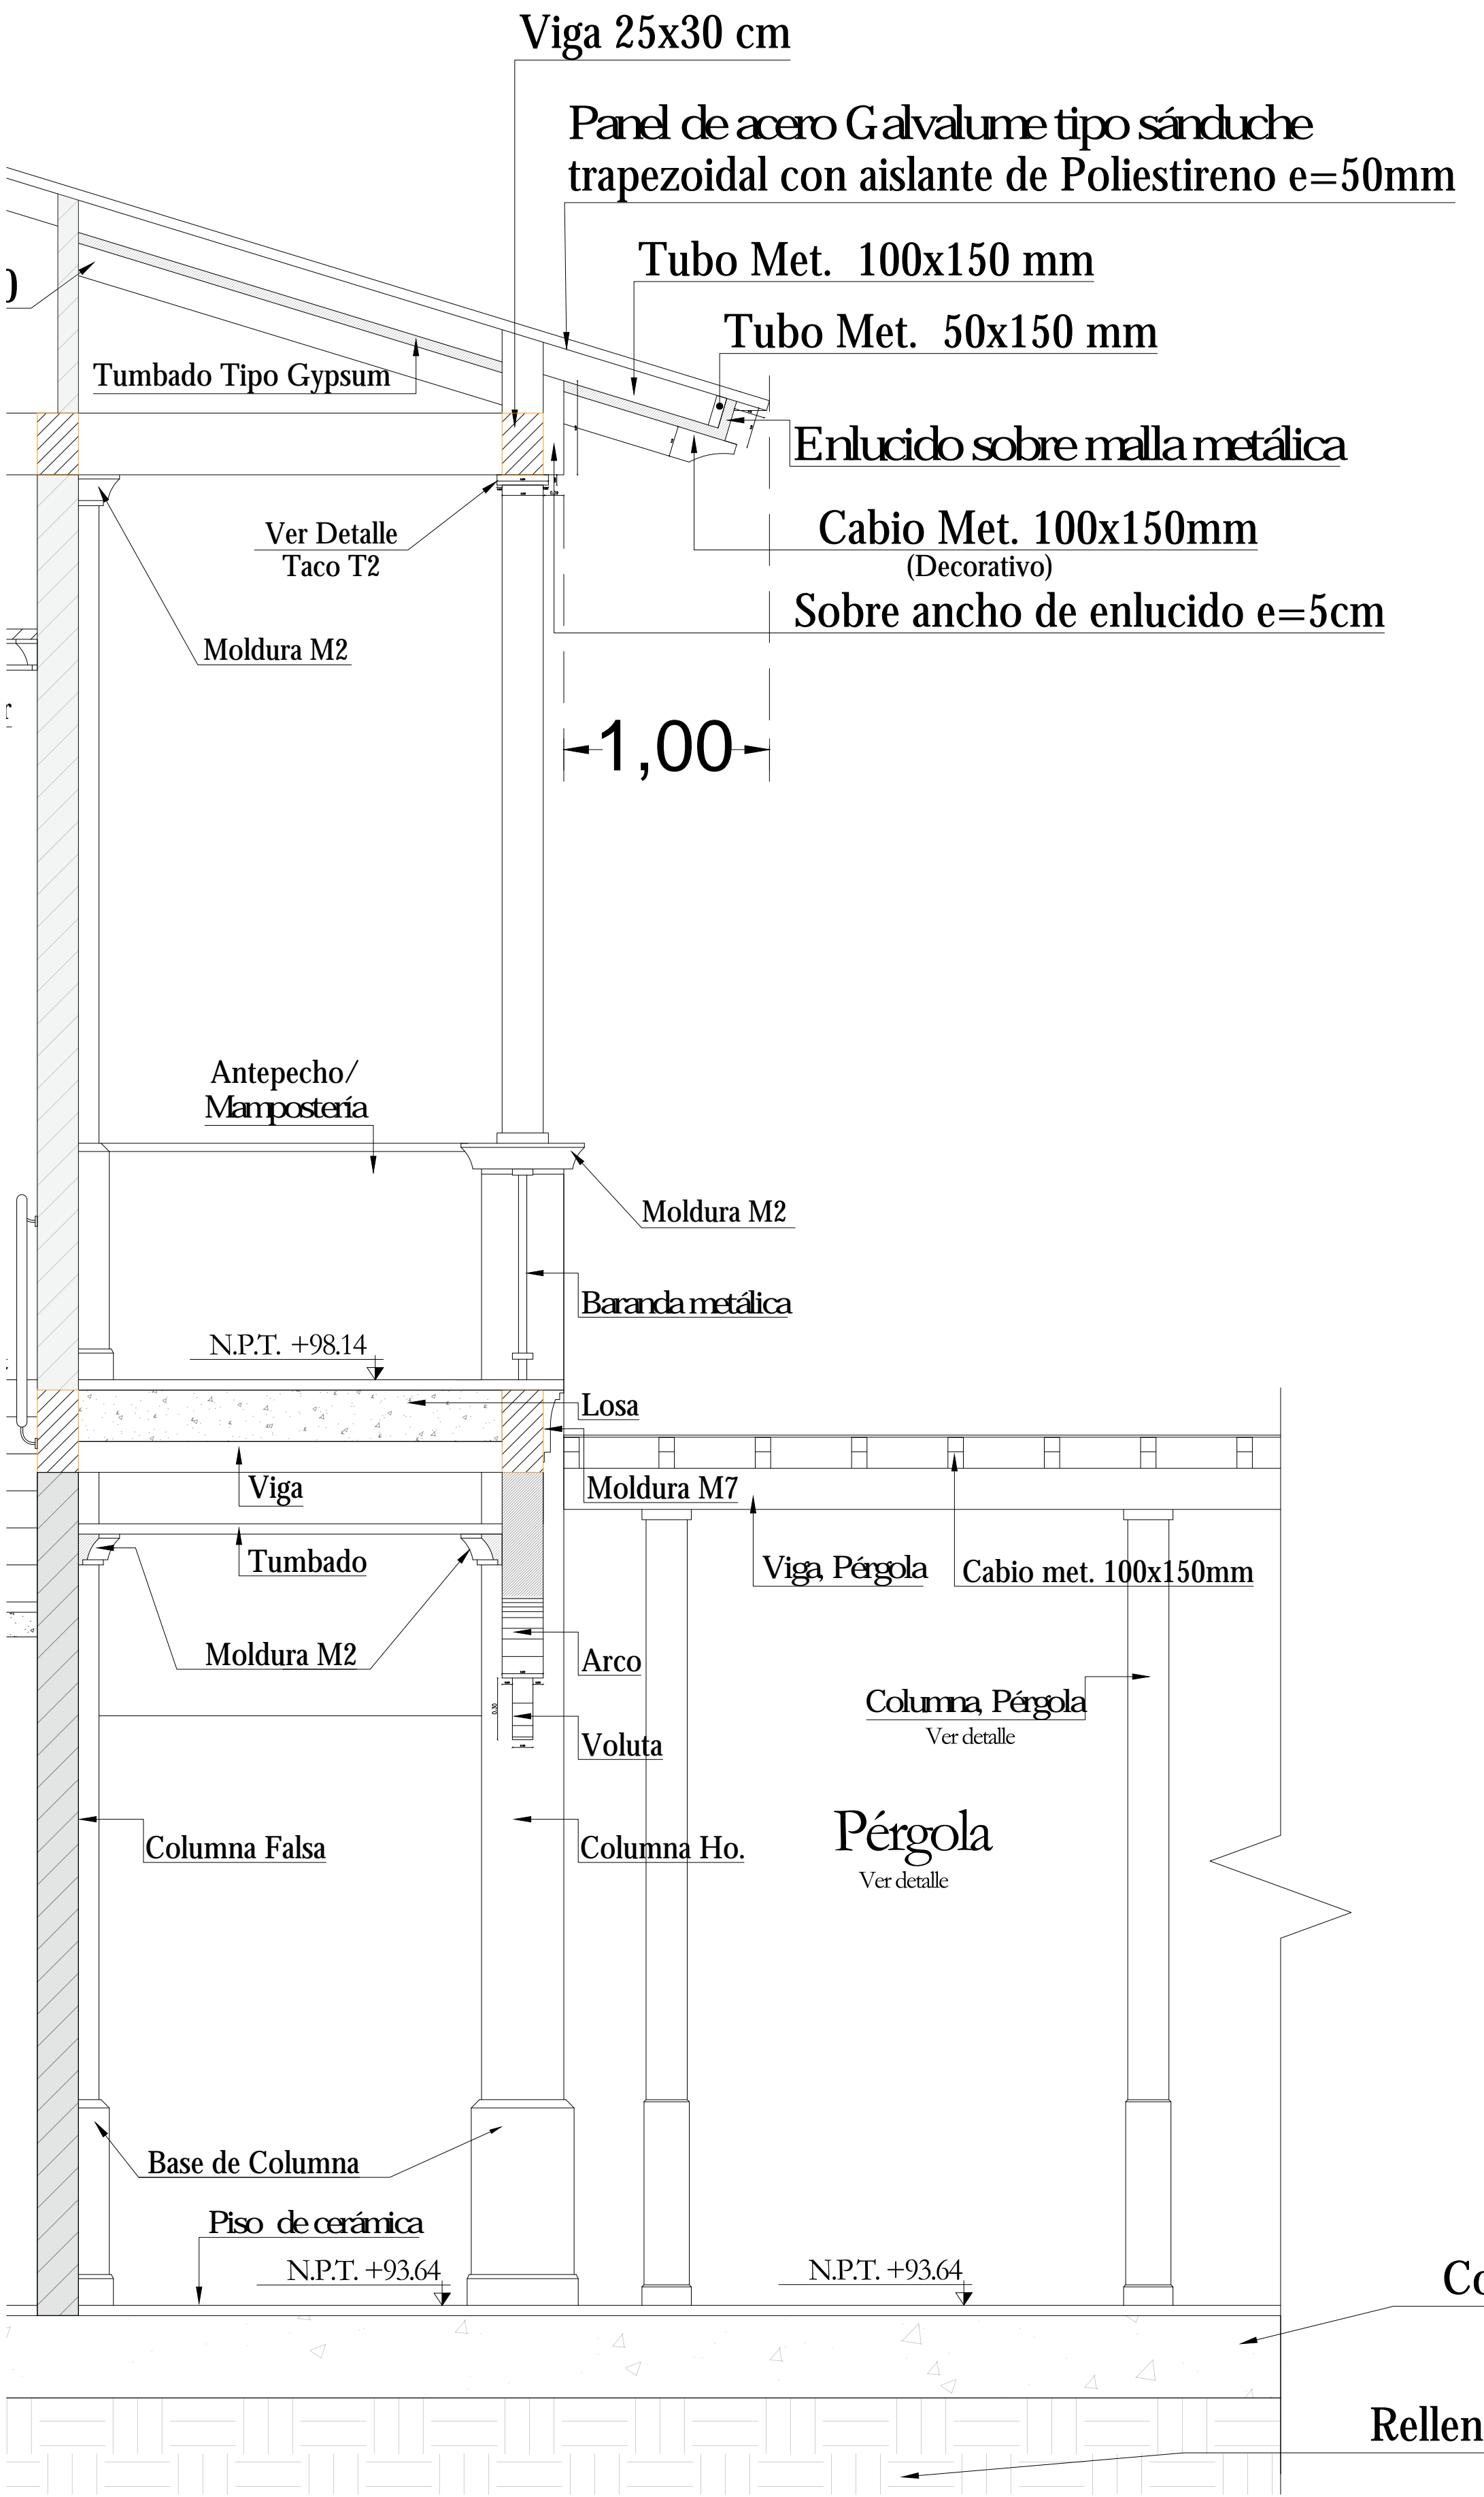 Viga 25x30 cm
Panel de acero Galvalume tipo sánduche
trapezoidal con aislante de Poliestireno e=50mm
Tubo Met. 100x150 mm
Tubo Met. 50x150 mm
Tumbado Tipo Gypsum
Enlucido sobre malla metálica
Cabio Met. 100x150mm
(Decorativo)
Ver Detalle
Taco T2
Sobre ancho de enlucido e=5cm
Moldura M2
1,00
Antepecho/
Mampostería
Moldura M2
Baranda metálica
N.P.T. +98.14
Losa
Viga
Moldura M7
Tumbado
Viga, Pérgola
Cabio met. 100x150mm
Moldura M2
Arco
Columna, Pérgola
Ver detalle
0.30
Voluta
Pérgola
Ver detalle
Columna Falsa
Columna Ho.
Base de Columna
Piso de cerámica
N.P.T. +93.64
N.P.T. +93.64
Co
Rellen